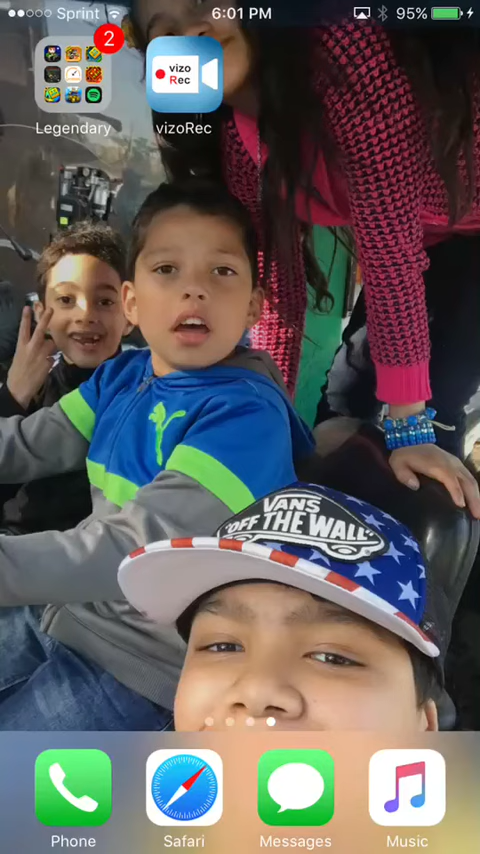 Sprint 6:01 PM 95%
2
vizo
Rec
Legendary vizoRec
VANS
"OFF THE WALL"
Phone Safari Messages Music